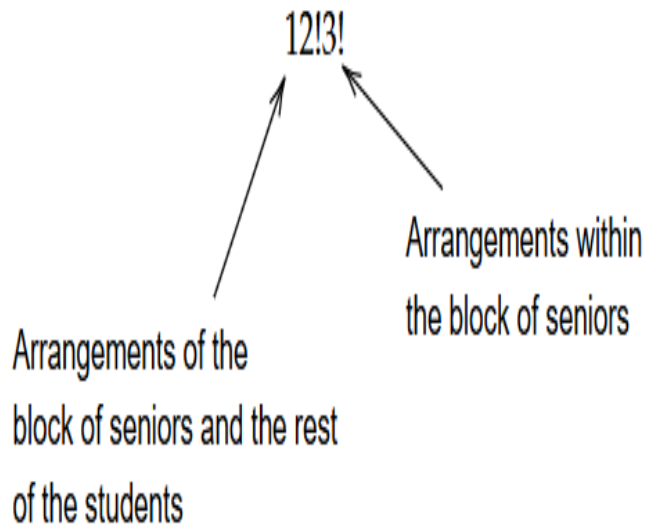 12!3!
Arrangements within
the block of seniors
Arrangements of the
block of seniors and the rest
of the students